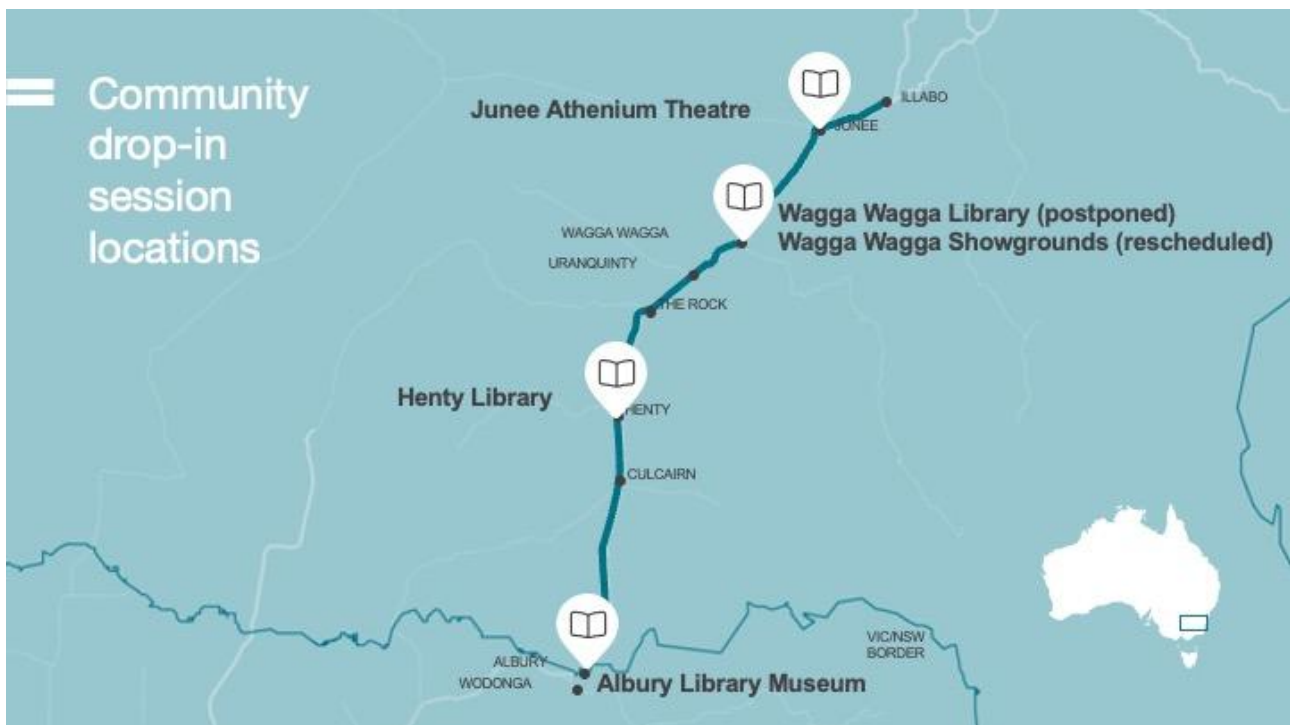 Community
drop-in
session
locations
ILLABO
Junee Athenium Theatre
JUNEE
Wagga Wagga Library (postponed)
WAGGA WAGGA
Wagga Wagga Showgrounds (rescheduled)
URANQUINTY
THE ROCK
Henty Library
HENTY
CULCAIRN
VIC/NSW
BORDER
ALBURY
WODONGA
Albury Library Museum